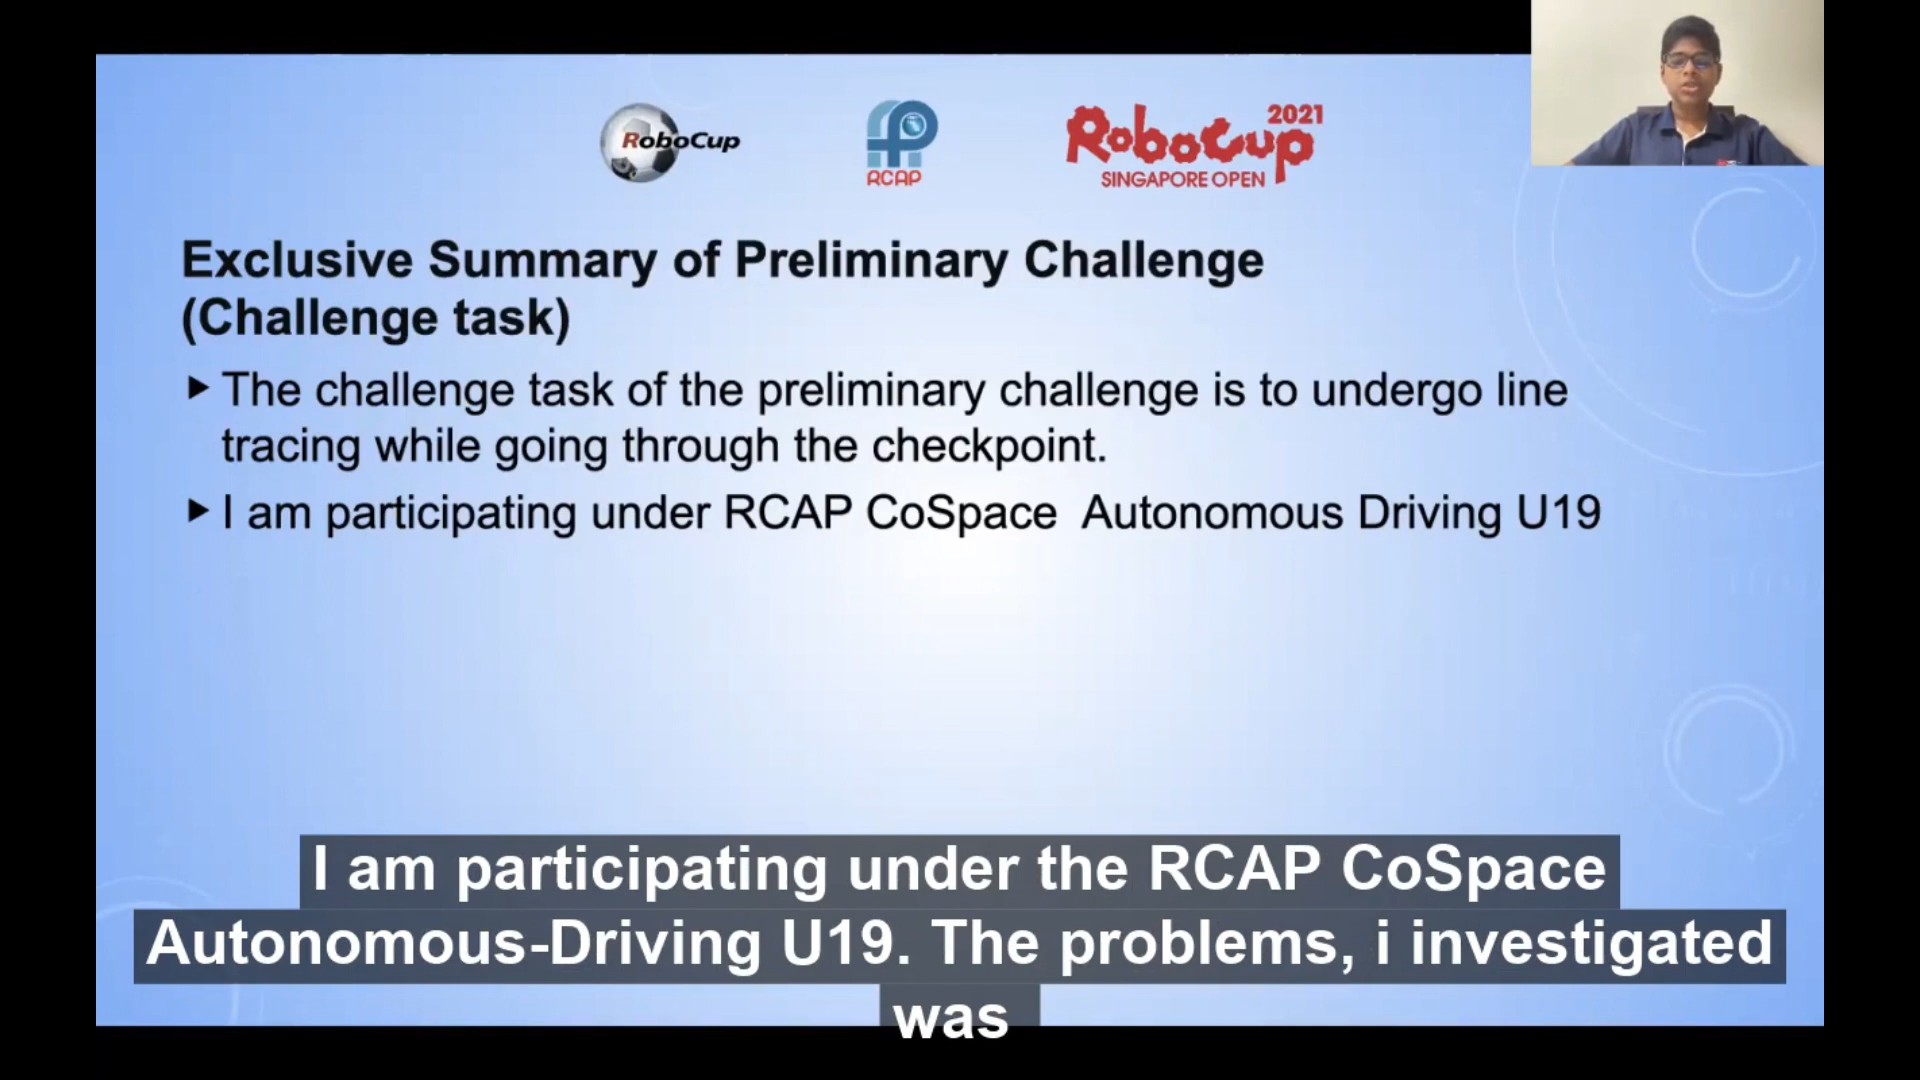 RoboCup
RCAP
RoboCup 2021
SINGAPORE OPEN
Exclusive Summary of Preliminary Challenge
(Challenge task)
The challenge task of the preliminary challenge is to undergo line
tracing while going through the checkpoint.
I am participating under RCAP CoSpace Autonomous Driving U19
I am participating under the RCAP CoSpace
Autonomous-Driving U19. The problems, i investigated
was